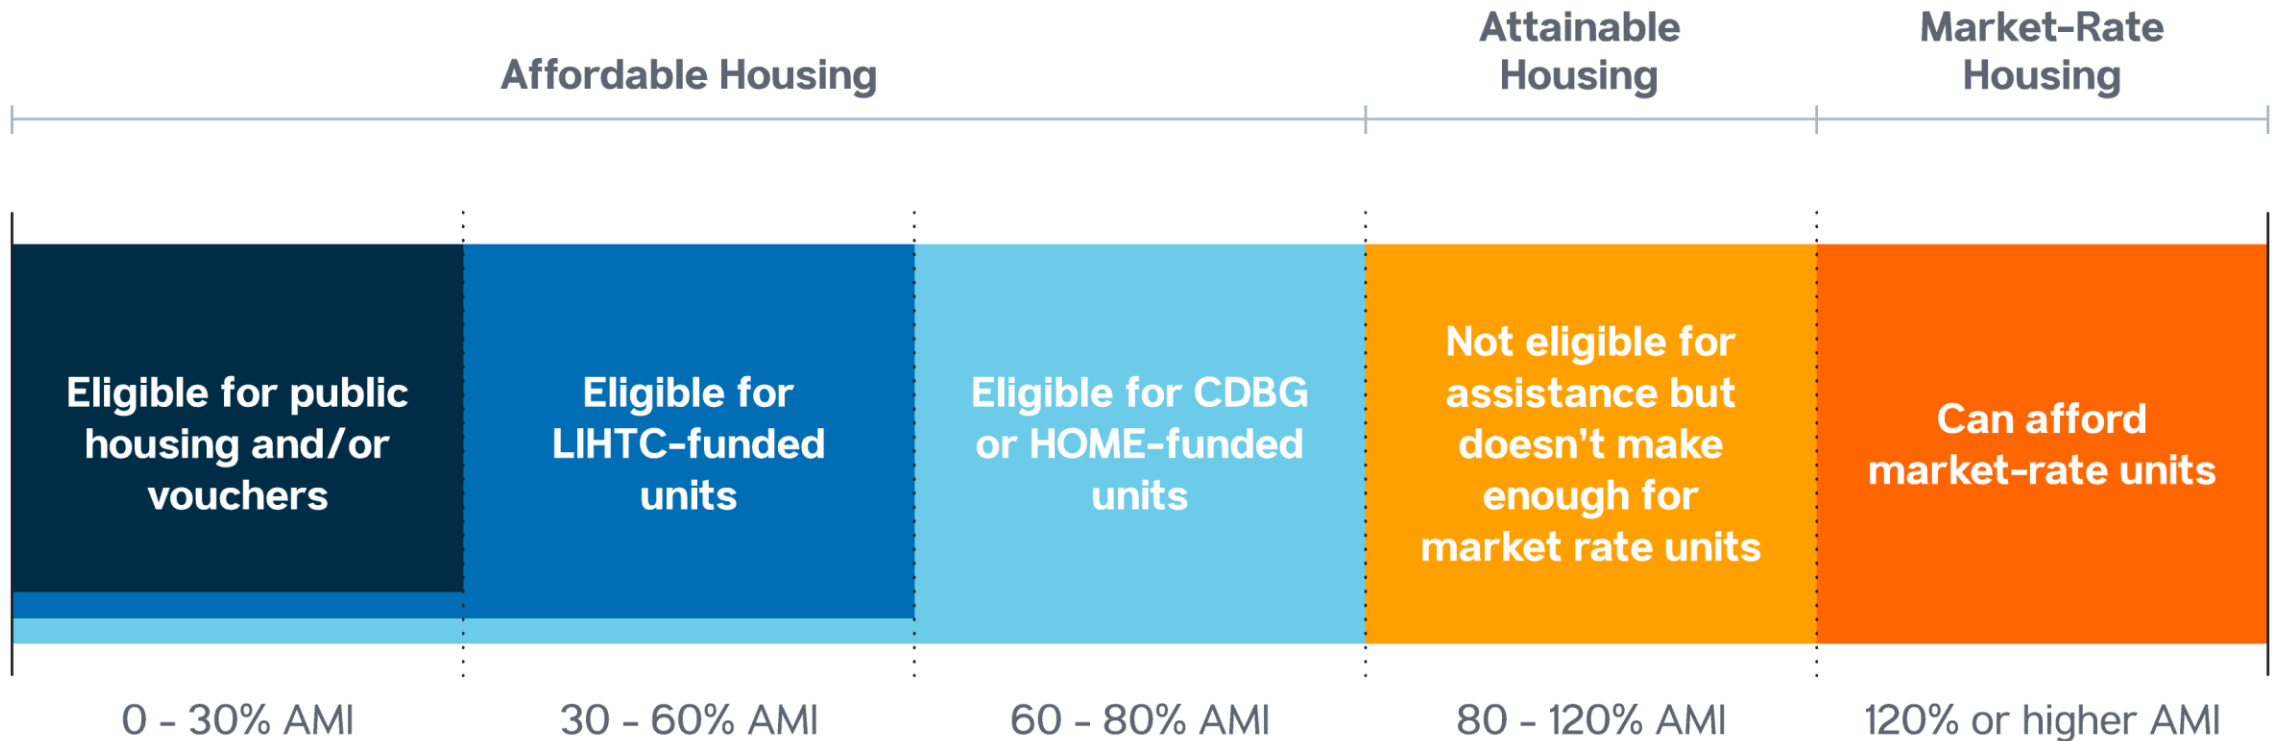 Affordable Housing
Attainable
Housing
Market-Rate
Housing
Eligible for public
housing and/or
vouchers
Eligible for
LIHTC-funded
units
Eligible for CDBG
or HOME-funded
units
Not eligible for
assistance but
doesn't make
enough for
market rate units
Can afford
market-rate units
0 - 30% AMI
30 - 60% AMI
60 - 80% AMI
80 - 120% AMI
120% or higher AMI